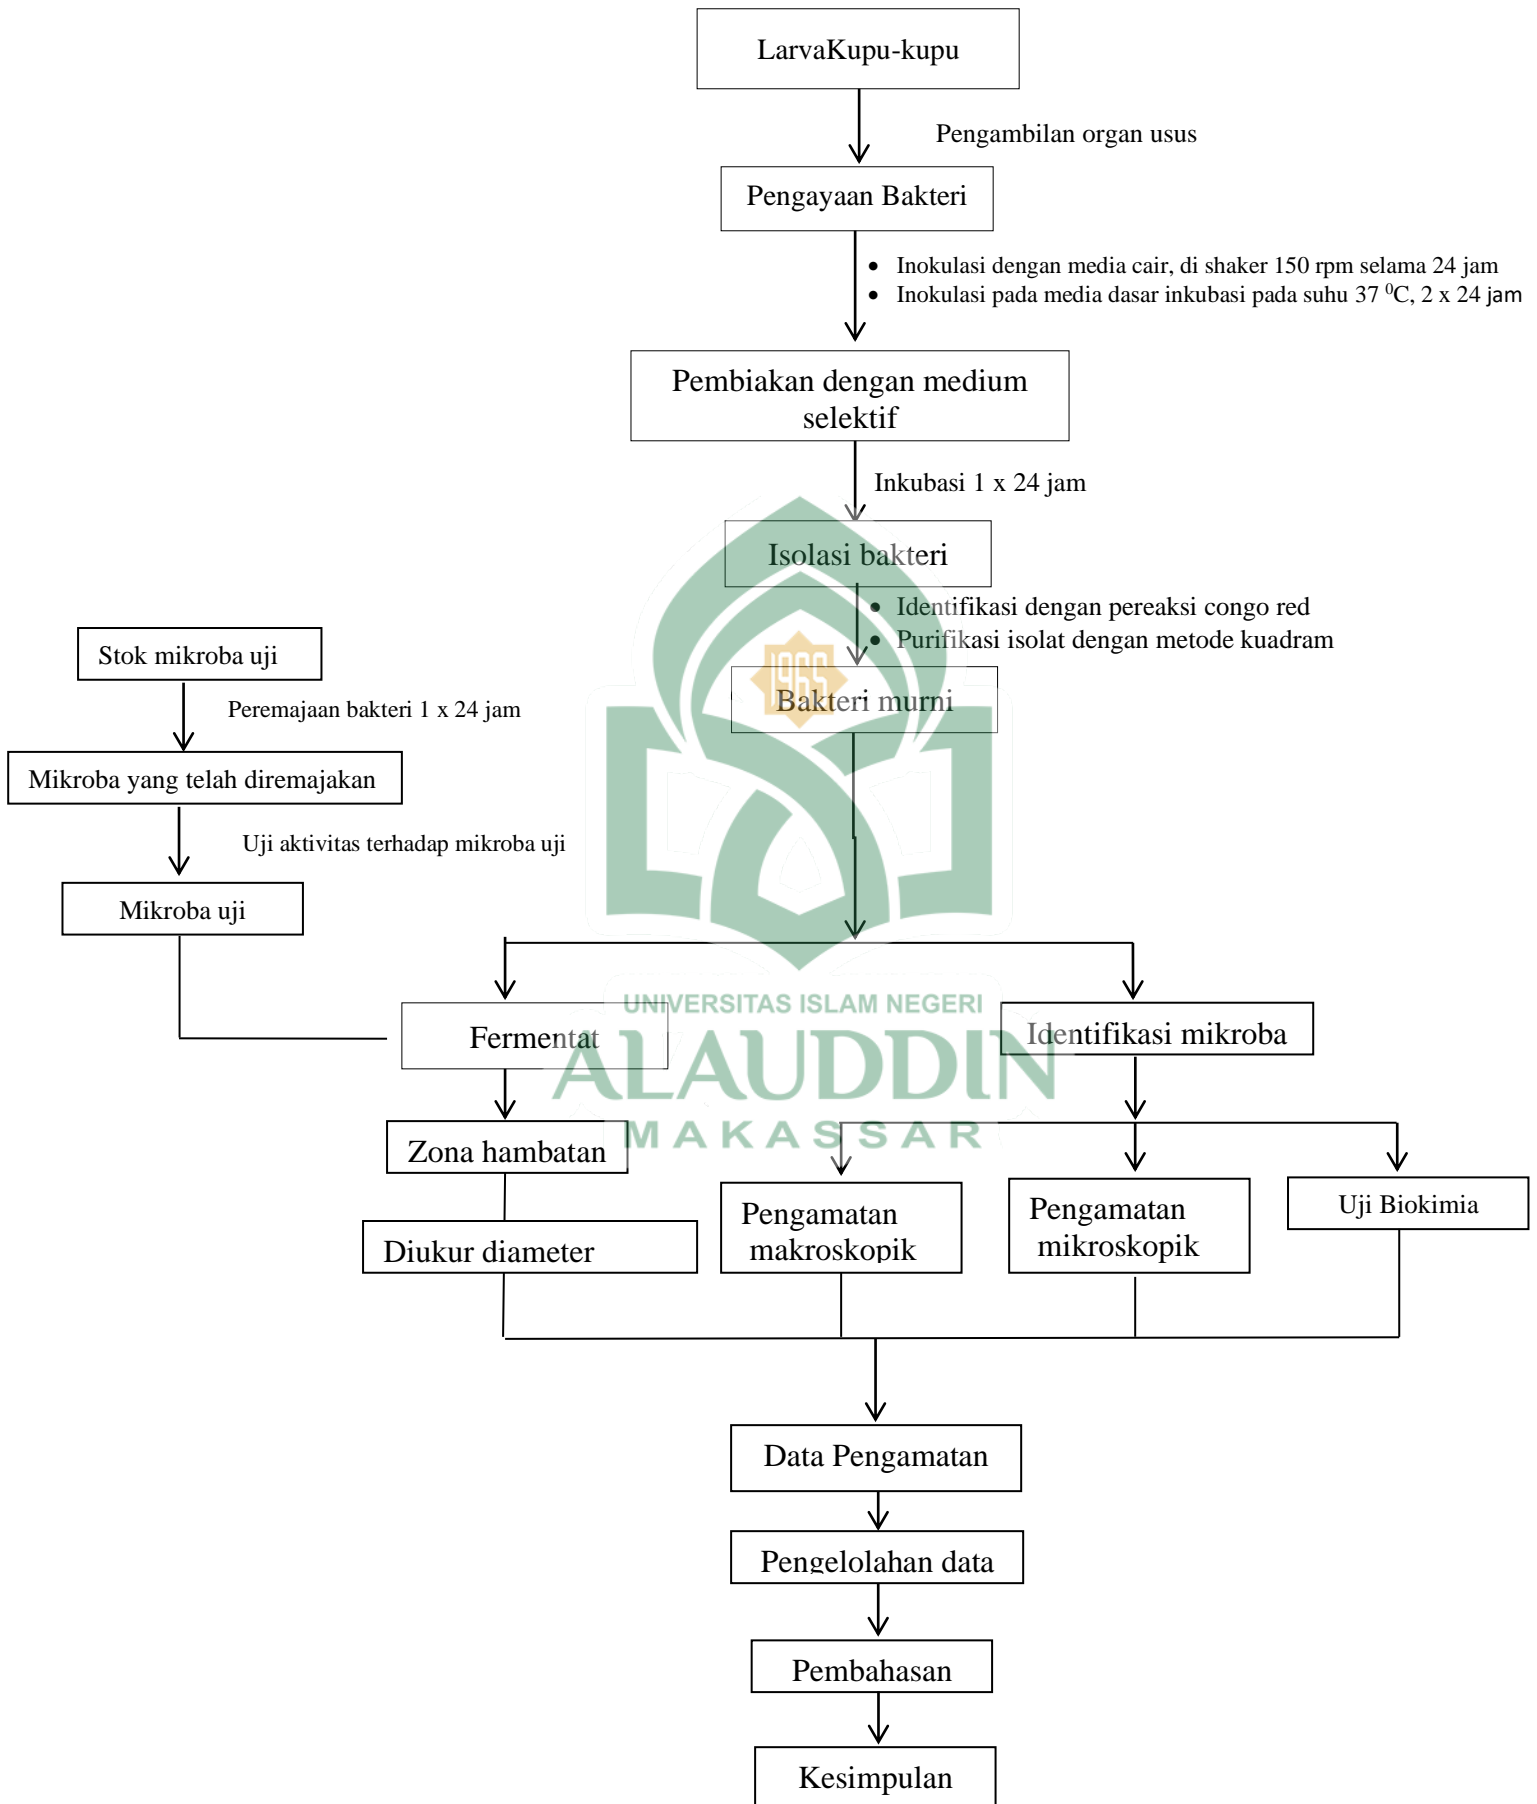 LarvaKupu-kupu
Pengambilan organ usus
Pengayaan Bakteri
• Inokulasi dengan media cair, di shaker 150 rpm selama 24 jam
• Inokulasi pada media dasar inkubasi pada suhu 37 ⁰C, 2 x 24 jam
Pembiakan dengan medium
selektif
Inkubasi 1 x 24 jam
Isolasi bakteri
• Identifikasi dengan pereaksi congo red
• Purifikasi isolat dengan metode kuadram
Stok mikroba uji
1965
Bakteri murni
Peremajaan bakteri 1 x 24 jam
Mikroba yang telah diremajakan
Uji aktivitas terhadap mikroba uji
Mikroba uji
UNIVERSITAS ISLAM NEGERI
Fermentat
Identifikasi mikroba
ALAUDDIN
MAKASSAR
Zona hambatan
Diukur diameter
Pengamatan
makroskopik
Pengamatan
mikroskopik
Uji Biokimia
Data Pengamatan
Pengelolahan data
Pembahasan
Kesimpulan